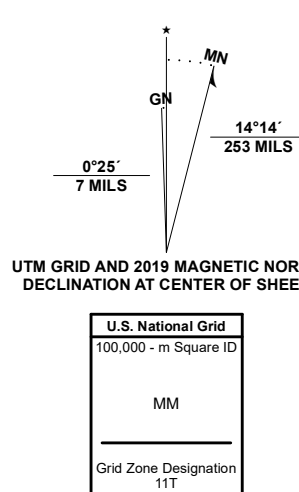 ★
MN
GN
14°14´
253 MILS
0°25´
7 MILS
UTM GRID AND 2019 MAGNETIC NOR
DECLINATION AT CENTER OF SHEE
U.S. National Grid
100,000 - m Square ID
MM
Grid Zone Designation
11T